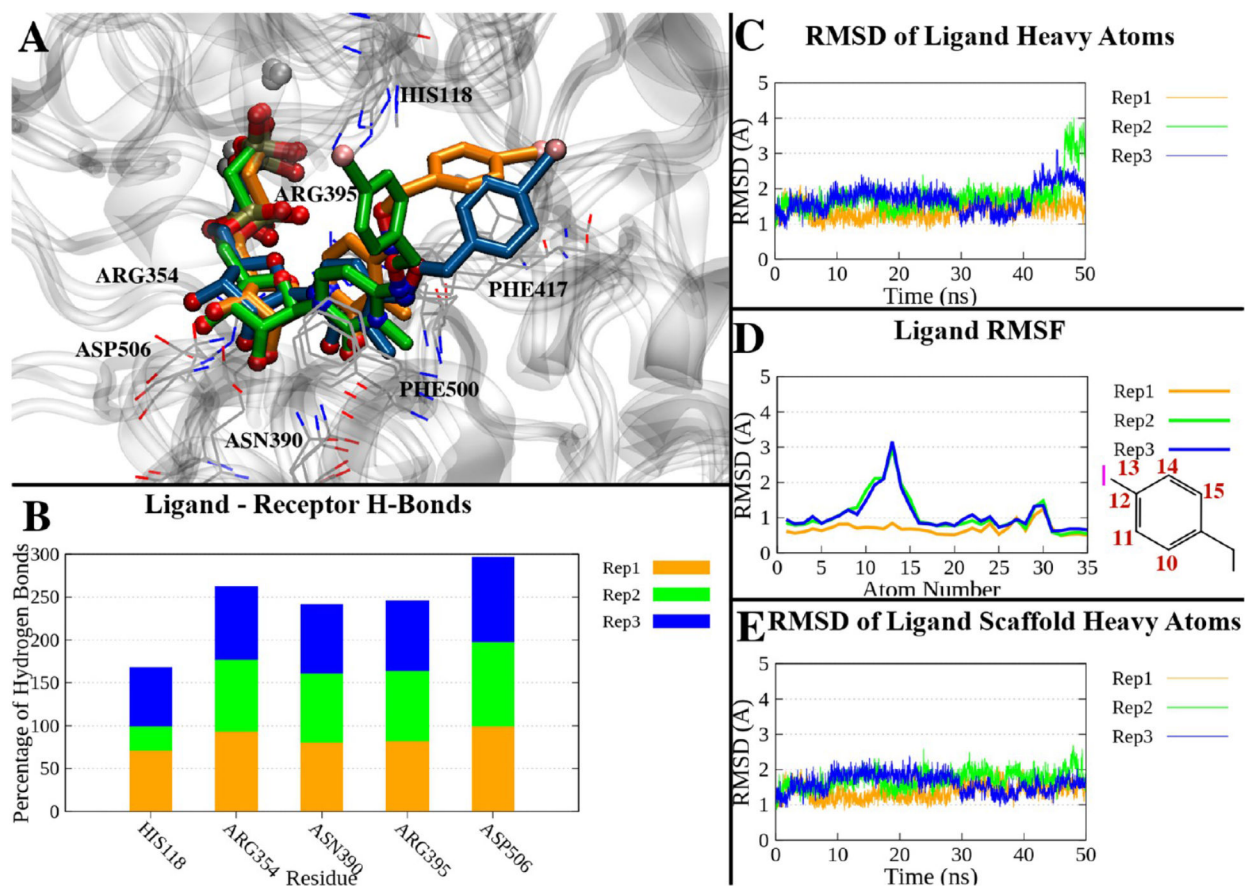 A
HIS118
ARG395
ARG354
PHE417
ASP506
PHE500
ASN390
B
Ligand - Receptor H-Bonds
Percentage of Hydrogen Bonds
300
250
200
150
100
50
0
HIS118
ARG354
ASN390
ARG395
ASP506
Residue
Rep1
Rep2
Rep3
C
RMSD of Ligand Heavy Atoms
RMSD (A)
5
4
3
2
1
0
0 10 20 30 40 50
Time (ns)
Rep1
Rep2
Rep3
D
Ligand RMSF
RMSD (A)
5
4
3
2
1
0
0 5 10 15 20 25 30 35
Atom Number
Rep1
Rep2
Rep3
I
13 14
12 15
11
10
E
RMSD of Ligand Scaffold Heavy Atoms
RMSD (A)
5
4
3
2
1
0
0 10 20 30 40 50
Time (ns)
Rep1
Rep2
Rep3